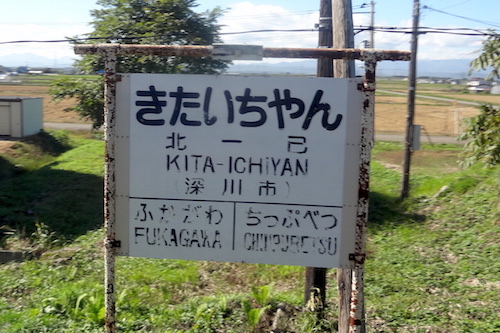 きたいちやん
北一已
KITA-ICHiYAN
(深川市)
ふかがわ ちっぷべつ
FUKAGAWA CHIPPUBETSU